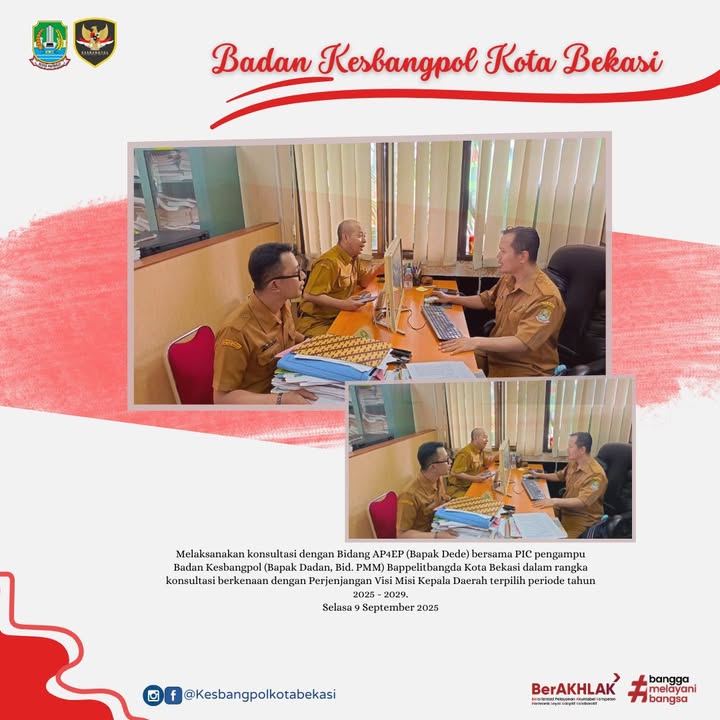 Badan Kesbangpol Kota Bekasi
Melaksanakan konsultasi dengan Bidang AP4EP (Bapak Dede) bersama PIC pengampu
Badan Kesbangpol (Bapak Dadan, Bid. PMM) Bappelitbangda Kota Bekasi dalam rangka
konsultasi berkenaan dengan Perjenjangan Visi Misi Kepala Daerah terpilih periode tahun
2025 - 2029.
Selasa 9 September 2025
@Kesbangpolkotabekasi
BerAKHLAK
#bangga
melayani
bangsa